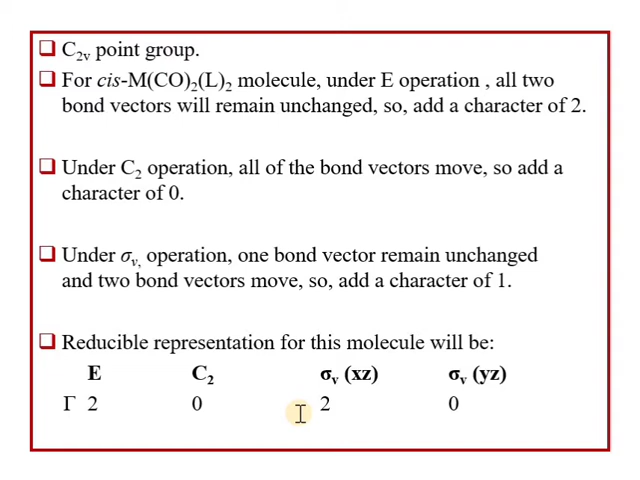 C2v point group.
For cis-M(CO)2(L)2 molecule, under E operation , all two
bond vectors will remain unchanged, so, add a character of 2.
Under C2 operation, all of the bond vectors move, so add a
character of 0.
Under σv, operation, one bond vector remain unchanged
and two bond vectors move, so, add a character of 1.
Reducible representation for this molecule will be:
E C2 σv (xz) σv (yz)
Γ 2 0 2 0